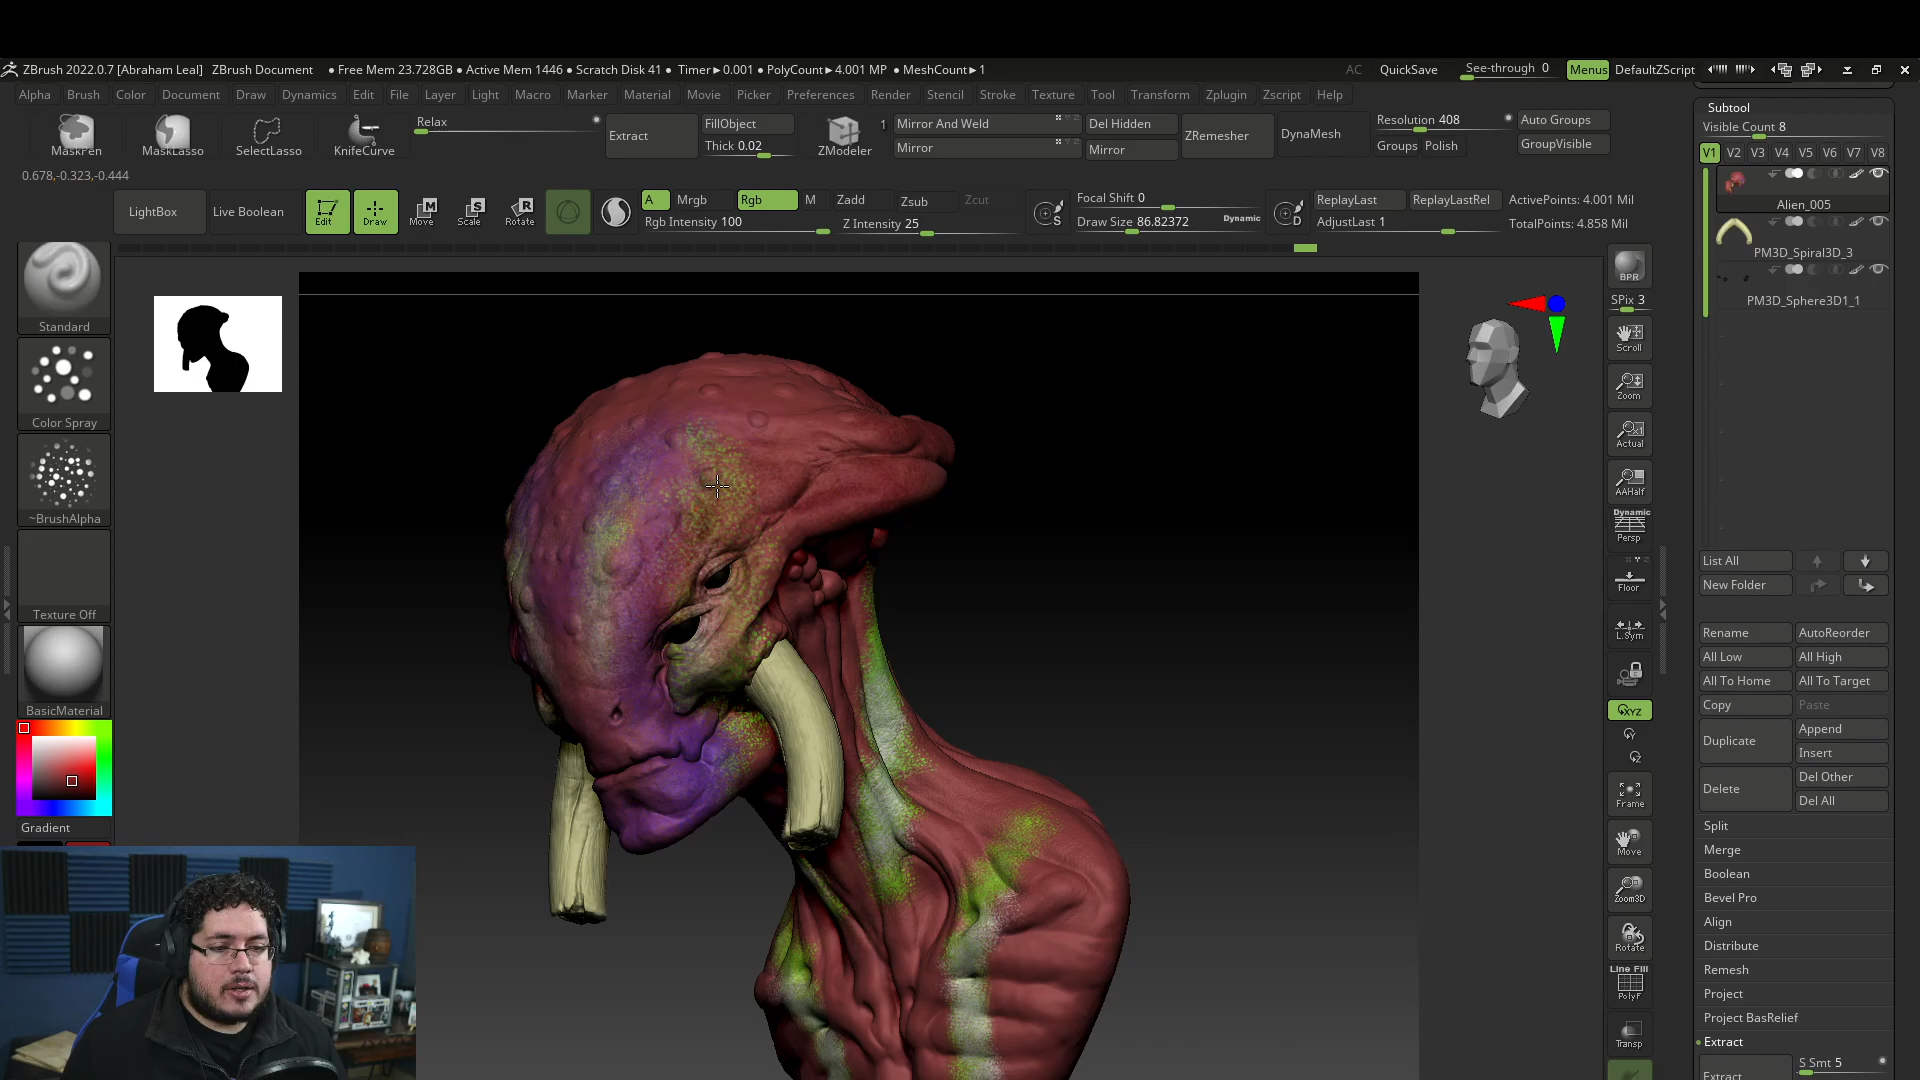 ZBrush 2022.0.7 [Abraham Leal] ZBrush Document • Free Mem 23.728GB • Active Mem 1446 • Scratch Disk 41 • Timer▸0.001 • PolyCount▸4.001 MP • MeshCount▸1 AC QuickSave See-through 0 Menus DefaultZScript
Alpha Brush Color Document Draw Dynamics Edit File Layer Light Macro Marker Material Movie Picker Preferences Render Stencil Stroke Texture Tool Transform Zplugin Zscript Help
MaskPen MaskLasso SelectLasso KnifeCurve Relax Extract FillObject Thick 0.02 ZModeler 1 Mirror And Weld Mirror Del Hidden Mirror ZRemesher DynaMesh Resolution 408 Groups Polish Auto Groups GroupVisible
0.678,-0.323,-0.444
LightBox Live Boolean Edit Draw Move Scale Rotate A Mrgb Rgb M Zadd Zsub Zcut Focal Shift 0 ReplayLast ReplayLastRel ActivePoints: 4.001 Mil
Rgb Intensity 100 Z Intensity 25 Draw Size 86.82372 Dynamic AdjustLast 1 TotalPoints: 4.858 Mil
Standard
Color Spray
~BrushAlpha
Texture Off
BasicMaterial
Gradient
BPR
SPix 3
Scroll
Zoom
Actual
AAHalf
Dynamic
Persp
Floor
L.Sym
XYZ
Frame
Move
Zoom3D
Rotate
Line Fill
PolyF
Transp
Subtool
Visible Count 8
V1 V2 V3 V4 V5 V6 V7 V8
Alien_005
PM3D_Spiral3D_3
PM3D_Sphere3D1_1
List All
New Folder
Rename AutoReorder
All Low All High
All To Home All To Target
Copy Paste
Duplicate Append
Insert
Delete Del Other
Del All
Split
Merge
Boolean
Bevel Pro
Align
Distribute
Remesh
Project
Project BasRelief
Extract
Extract S Smt 5